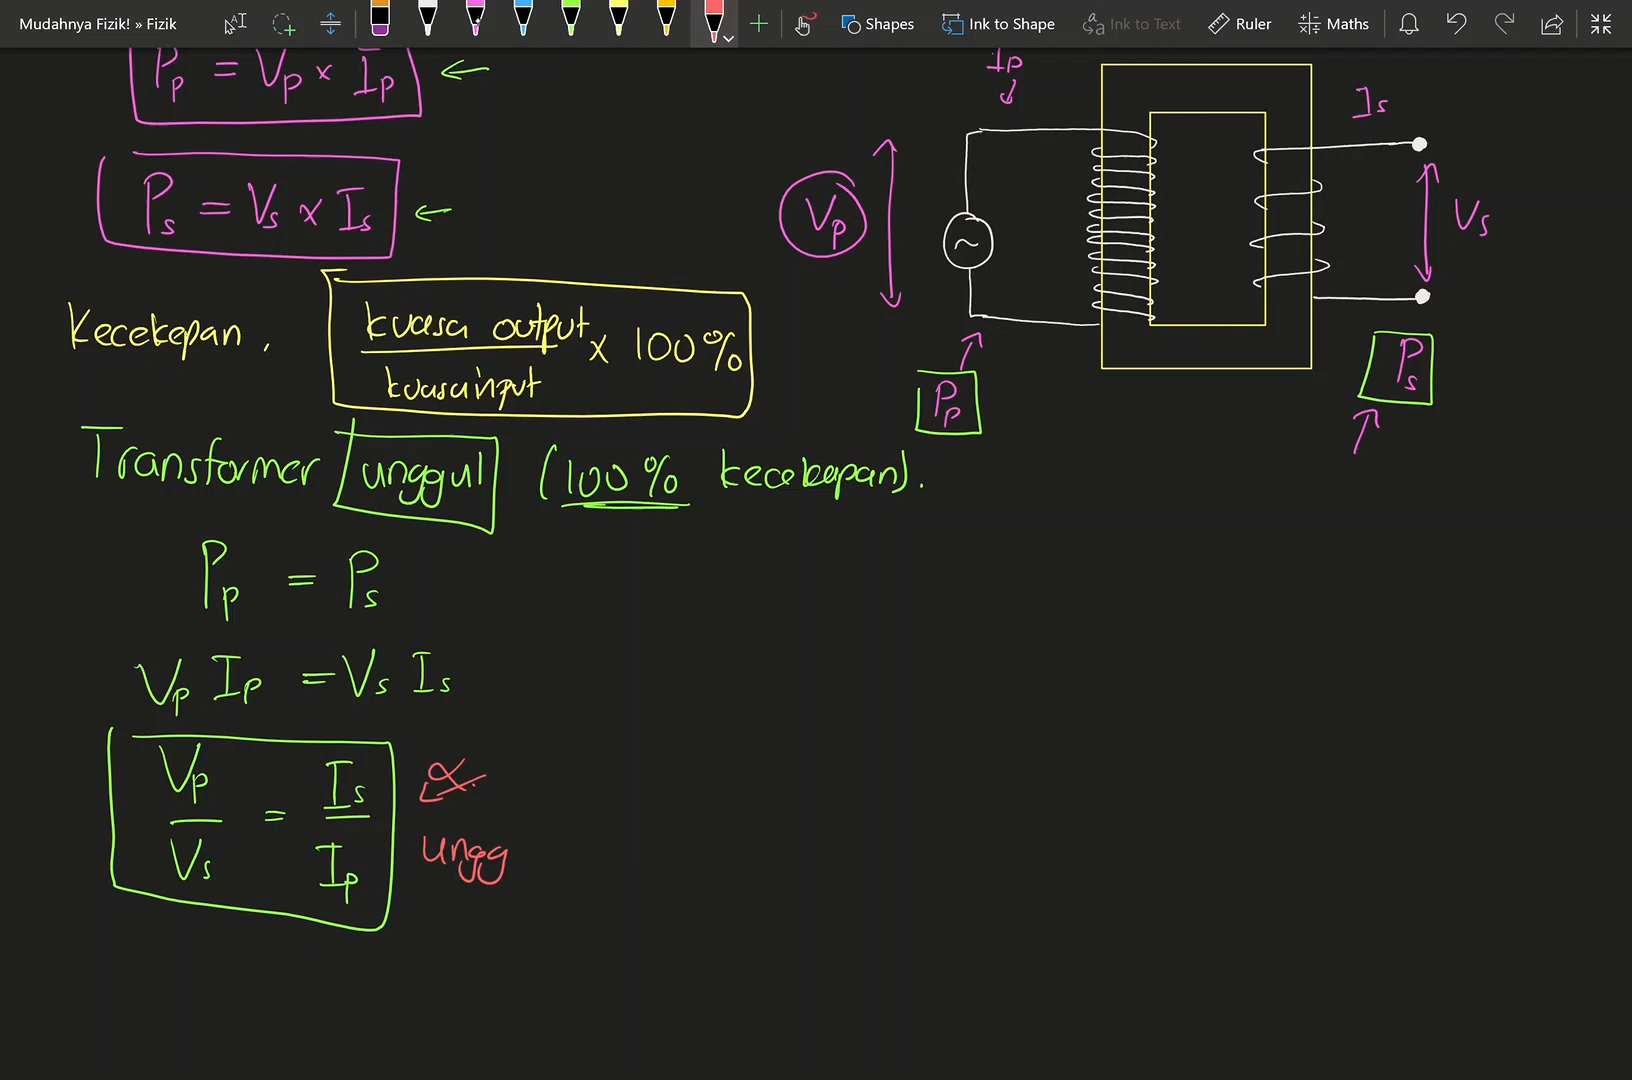 Mudahnya Fizik! » Fizik
Shapes
Ink to Shape
Ink to Text
Ruler
Maths
Pp = Vp × Ip
Ps = Vs × Is
Kecekepan,
kuasa output
kuasa input
× 100%
Transformer unggul (100% kecekapan).
Pp = Ps
Vp Ip = Vs Is
Vp
Vs
=
Is
Ip
ungg
Ip
Is
Vp
~
Vs
Pp
Ps